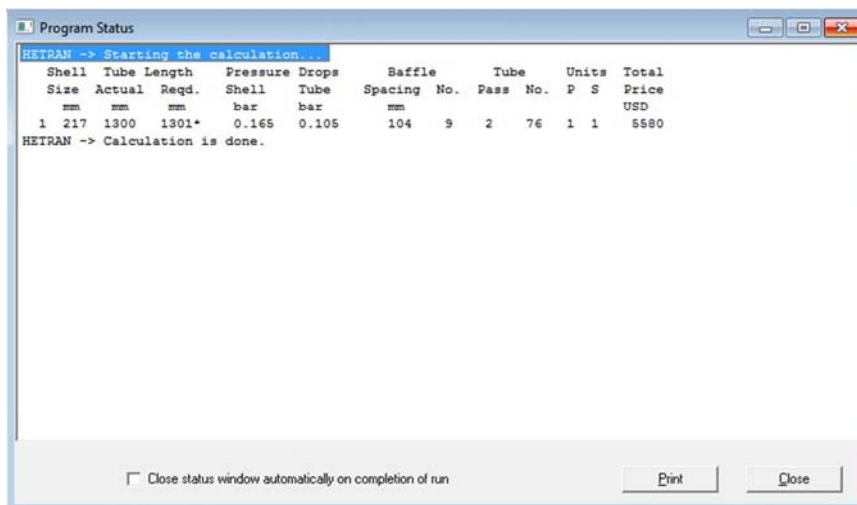 Program Status
HETRAN -> Starting the calculation...
Shell Tube Length Pressure Drops Baffle Tube Units Total
Size Actual Reqd. Shell Tube Spacing No. Pass No. P S Price
mm mm mm bar bar mm USD
1 217 1300 1301* 0.165 0.105 104 9 2 76 1 1 5580
HETRAN -> Calculation is done.
Close status window automatically on completion of run
Print
Close